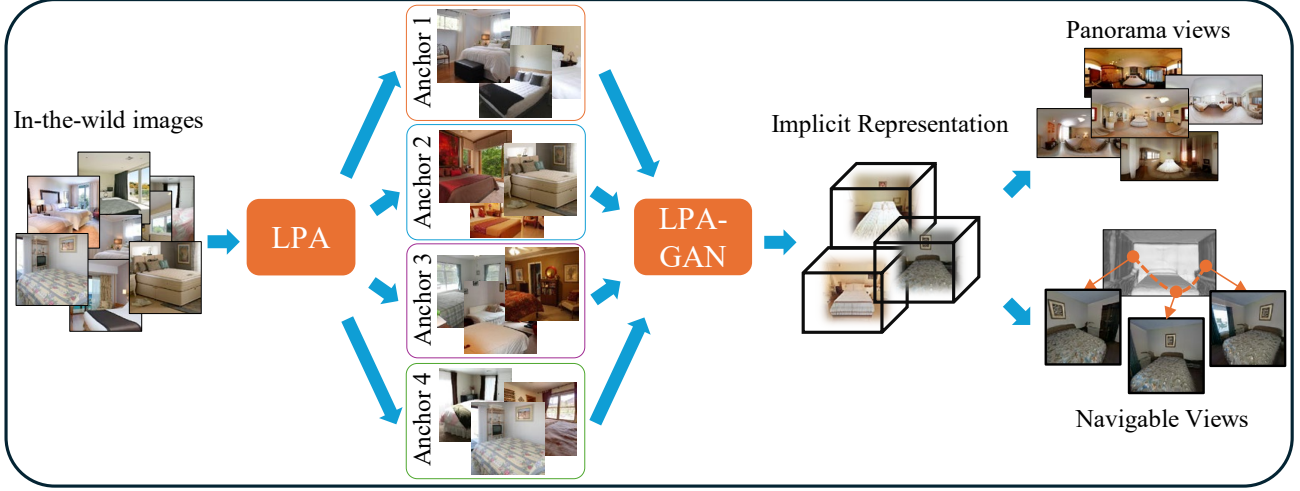 In-the-wild images
LPA
Anchor 1
Anchor 2
Anchor 3
Anchor 4
LPA-
GAN
Implicit Representation
Panorama views
Navigable Views